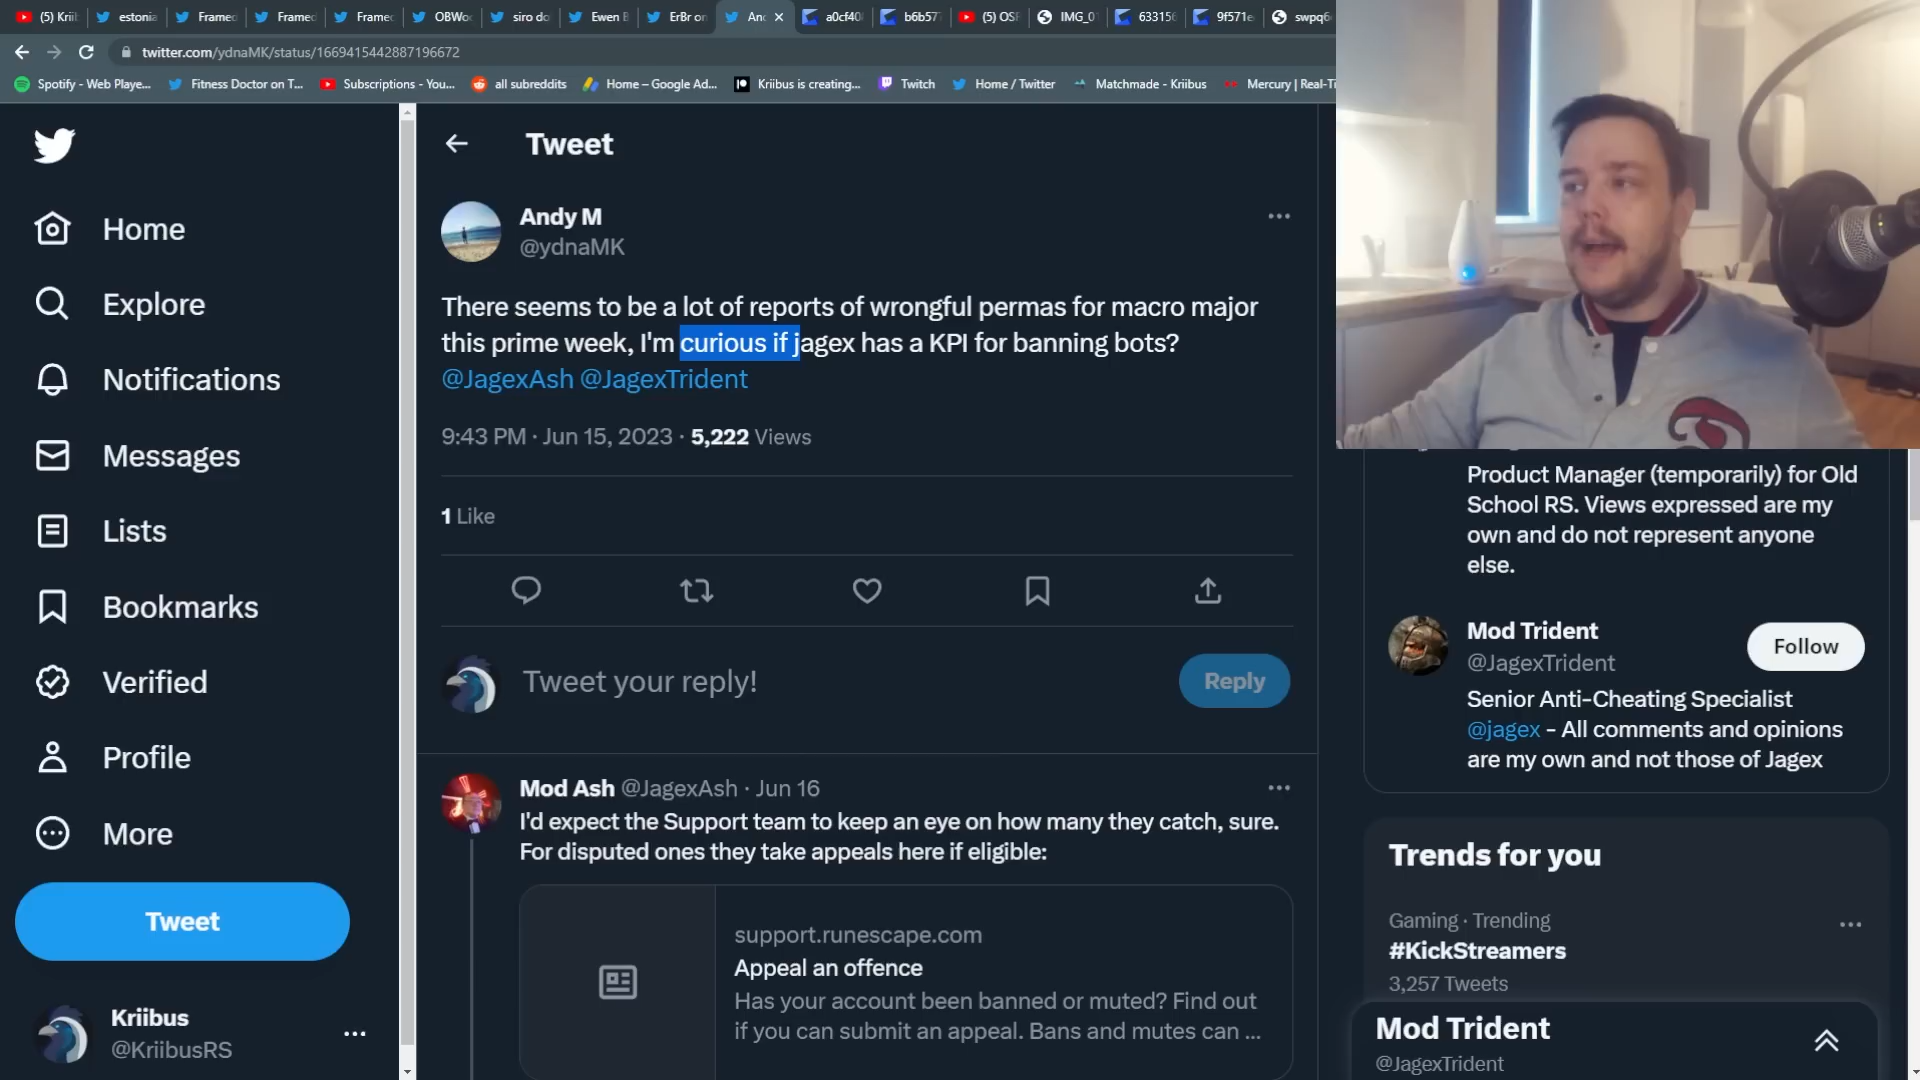 (5) Kriib
estonia
Framed
Framed
Framed
OBWo
siro do
Ewen B
ErBr on
And
a0cf40
b6b577
(5) OSR
IMG_0
633156
9f571e
swpq6
twitter.com/ydnaMK/status/1669415442887196672
Spotify - Web Playe...
Fitness Doctor on T...
Subscriptions - You...
all subreddits
Home – Google Ad...
Kriibus is creating...
Twitch
Home / Twitter
Matchmade - Kriibus
Mercury | Real-Ti
Home
Explore
Notifications
Messages
Lists
Bookmarks
Verified
Profile
More
Tweet
Kriibus
@KriibusRS
Tweet
Andy M
@ydnaMK
There seems to be a lot of reports of wrongful permas for macro major
this prime week, I'm curious if jagex has a KPI for banning bots?
@JagexAsh @JagexTrident
9:43 PM · Jun 15, 2023 · 5,222 Views
1 Like
Tweet your reply!
Reply
Mod Ash @JagexAsh · Jun 16
I'd expect the Support team to keep an eye on how many they catch, sure.
For disputed ones they take appeals here if eligible:
support.runescape.com
Appeal an offence
Has your account been banned or muted? Find out
if you can submit an appeal. Bans and mutes can ...
Product Manager (temporarily) for Old
School RS. Views expressed are my
own and do not represent anyone
else.
Mod Trident
@JagexTrident
Follow
Senior Anti-Cheating Specialist
@jagex - All comments and opinions
are my own and not those of Jagex
Trends for you
Gaming · Trending
#KickStreamers
3,257 Tweets
Mod Trident
@JagexTrident